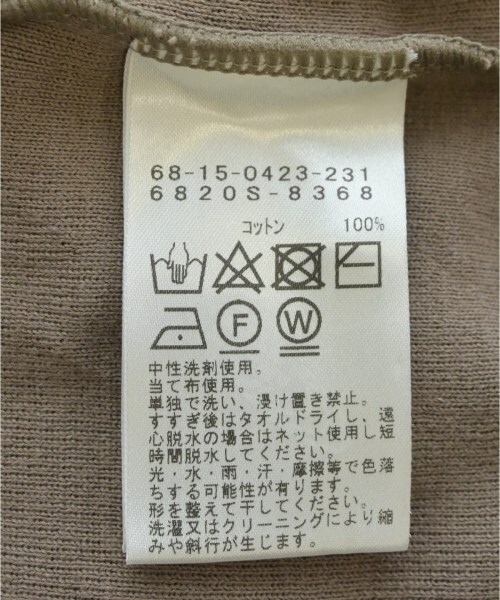 68-15-0423-231
6820S-8368
コットン 100%
F W
中性洗剤使用。
当て布使用。
単独で洗い、浸け置き禁止。
すすぎ後はタオルドライし、遠
心脱水の場合はネット使用し短
時間脱水してください。
光・水・雨・汗・摩擦等で色落
ちする可能性が有ります。
形を整えて干してください。
洗濯又はクリーニングにより縮
みや斜行が生じます。